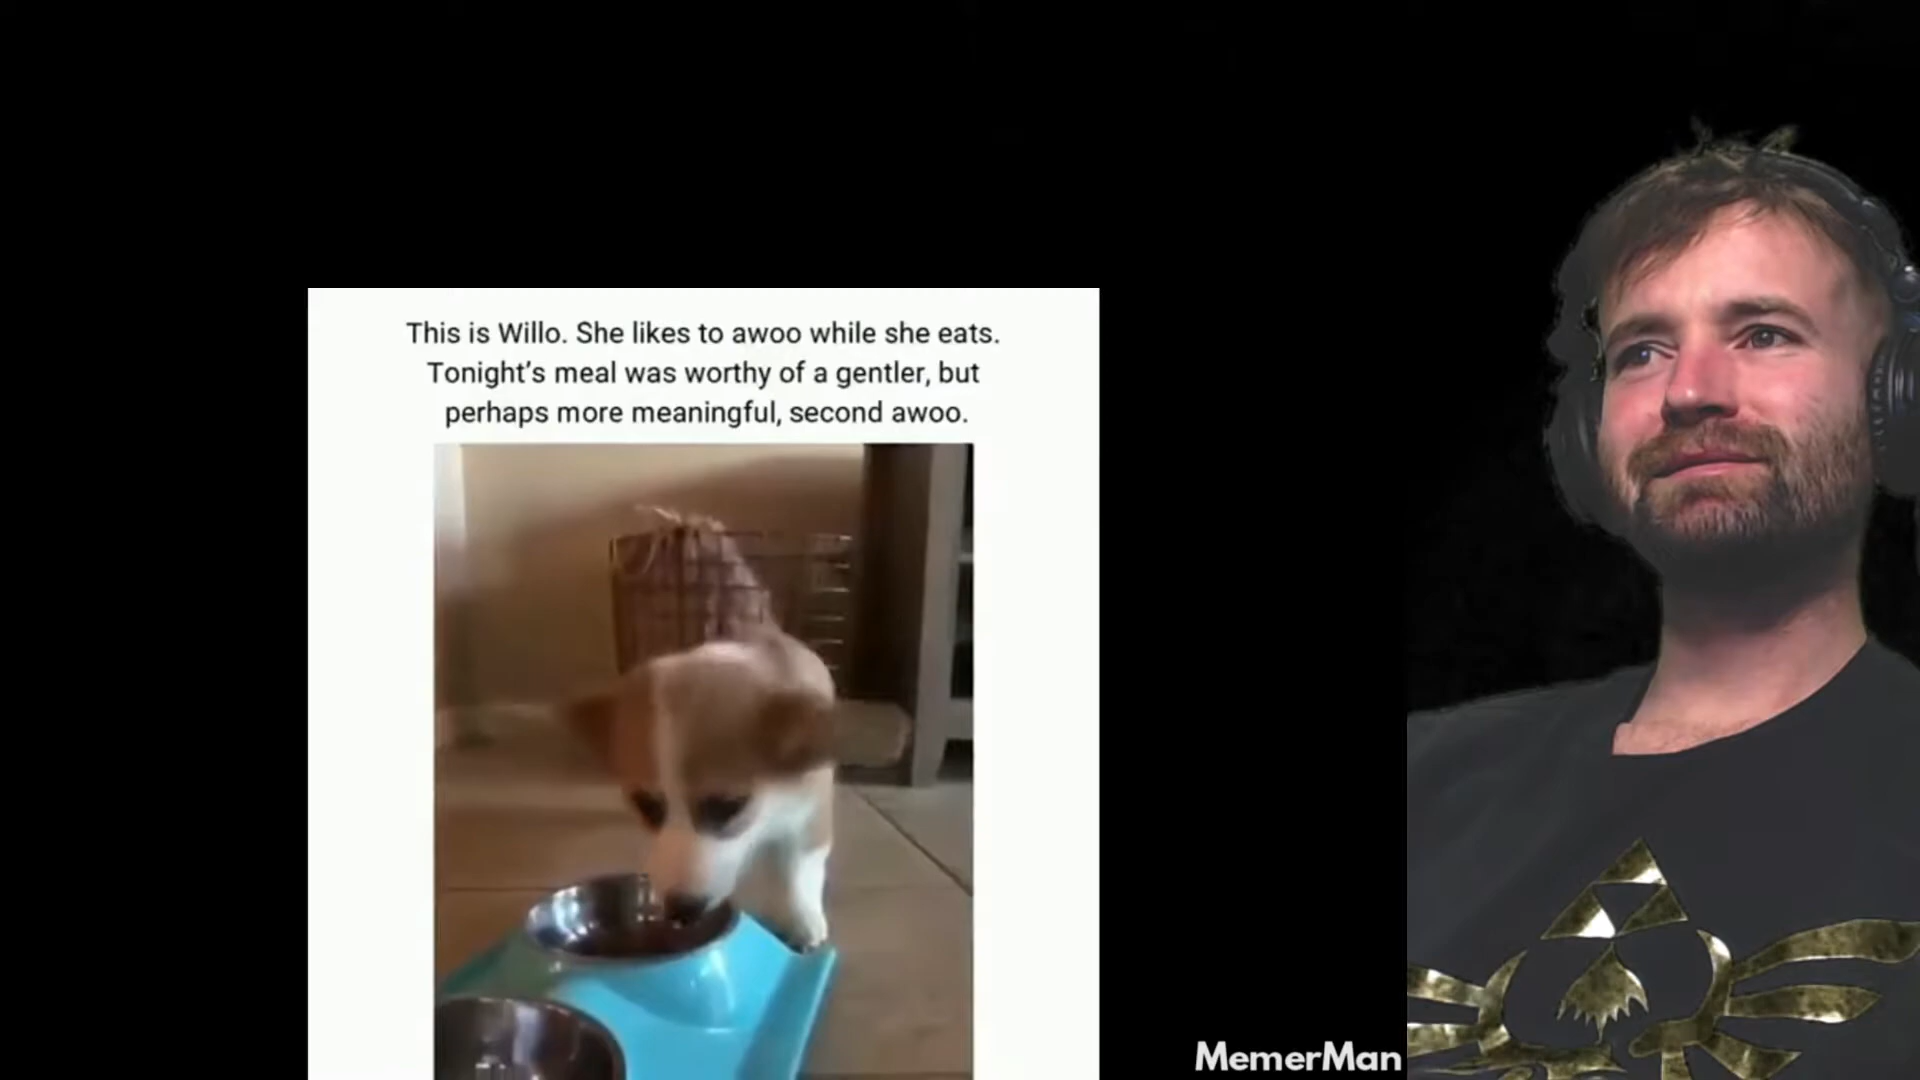 This is Willo. She likes to awoo while she eats.
Tonight's meal was worthy of a gentler, but
perhaps more meaningful, second awoo.
MemerMan